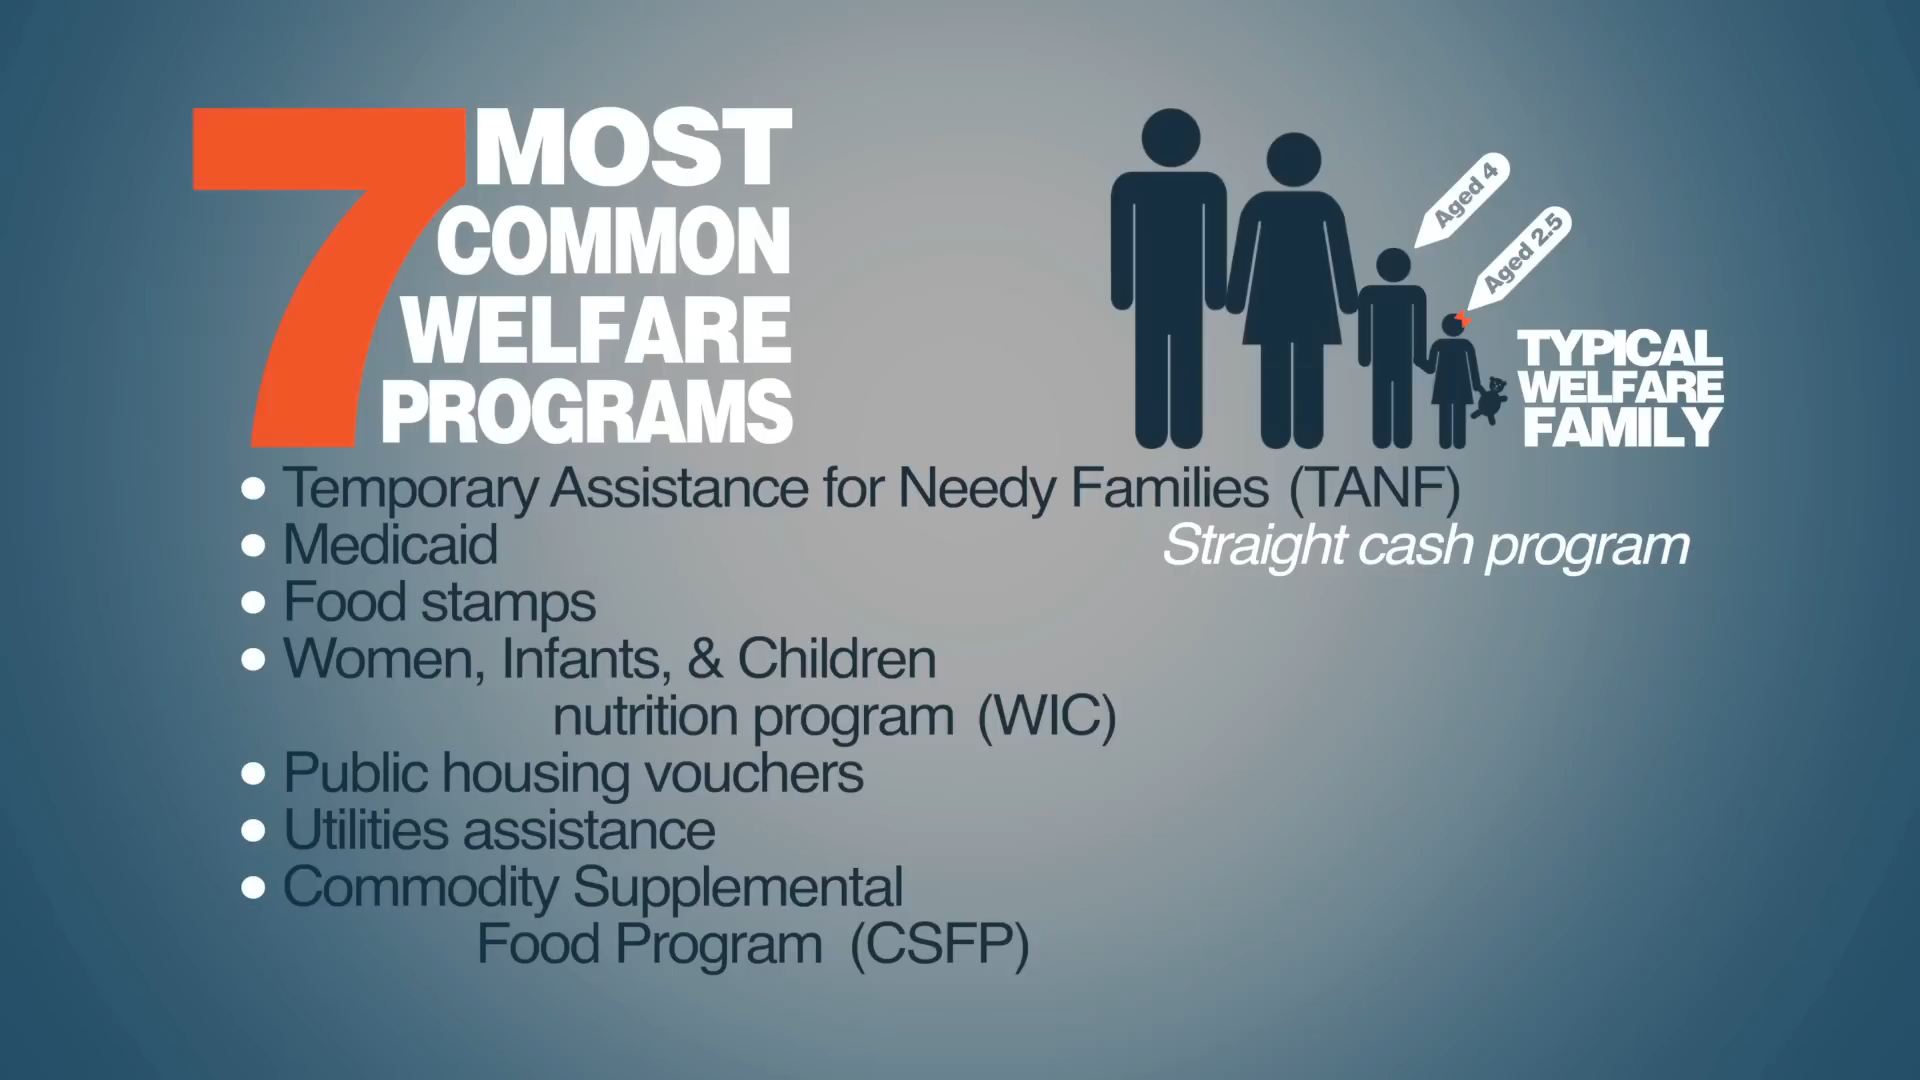 7 MOST
COMMON
WELFARE
PROGRAMS
Aged 4
Aged 2.5
TYPICAL
WELFARE
FAMILY
• Temporary Assistance for Needy Families (TANF)
Straight cash program
• Medicaid
• Food stamps
• Women, Infants, & Children
nutrition program (WIC)
• Public housing vouchers
• Utilities assistance
• Commodity Supplemental
Food Program (CSFP)